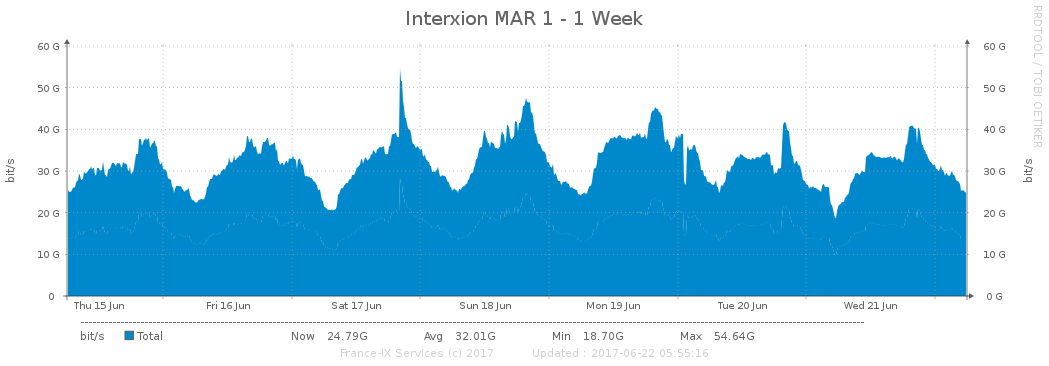 Interxion MAR 1 - 1 Week
RRDTOOL / TOBI OETIKER
bit/s
60 G 60 G
50 G 50 G
40 G 40 G
30 G 30 G
20 G 20 G
10 G 10 G
0 0 G
bit/s
Thu 15 Jun Fri 16 Jun Sat 17 Jun Sun 18 Jun Mon 19 Jun Tue 20 Jun Wed 21 Jun
bit/s Total Now 24.79G Avg 32.01G Min 18.70G Max 54.64G
France-IX Services (c) 2017 Updated : 2017-06-22 05:55:16